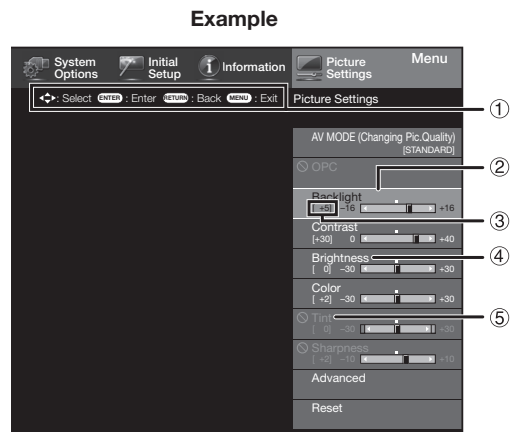 Example
Menu
System Options
Initial Setup
Information
Picture Settings
: Select ENTER : Enter RETURN : Back MENU : Exit
Picture Settings
①
AV MODE (Changing Pic.Quality)
[STANDARD]
OPC
②
Backlight
[ +5] −16 +16
③
Contrast
[+30] 0 +40
Brightness
④
[ 0] −30 +30
Color
[ +2] −30 +30
Tint
⑤
[ 0] −30 +30
Sharpness
[ +2] −10 +10
Advanced
Reset